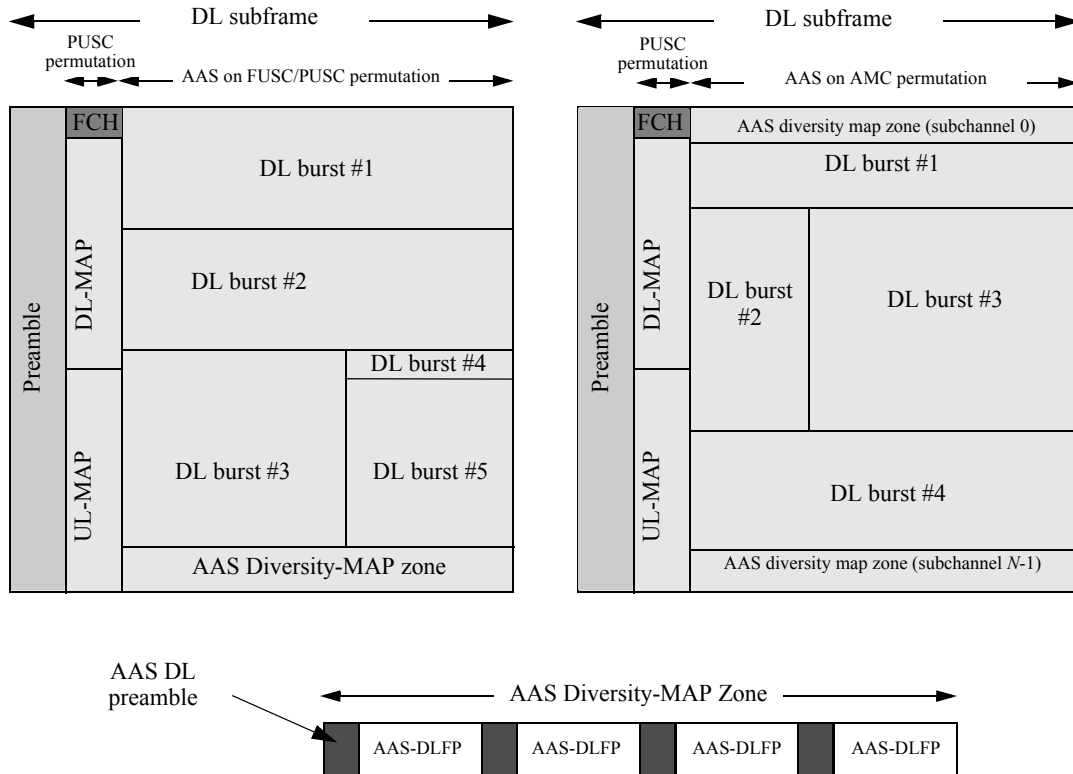 DL subframe
PUSC
permutation
AAS on FUSC/PUSC permutation
Preamble
FCH
DL-MAP
UL-MAP
DL burst #1
DL burst #2
DL burst #3
DL burst #4
DL burst #5
AAS Diversity-MAP zone
DL subframe
PUSC
permutation
AAS on AMC permutation
Preamble
FCH
DL-MAP
UL-MAP
AAS diversity map zone (subchannel 0)
DL burst #1
DL burst
#2
DL burst #3
DL burst #4
AAS diversity map zone (subchannel N-1)
AAS DL
preamble
AAS Diversity-MAP Zone
AAS-DLFP
AAS-DLFP
AAS-DLFP
AAS-DLFP